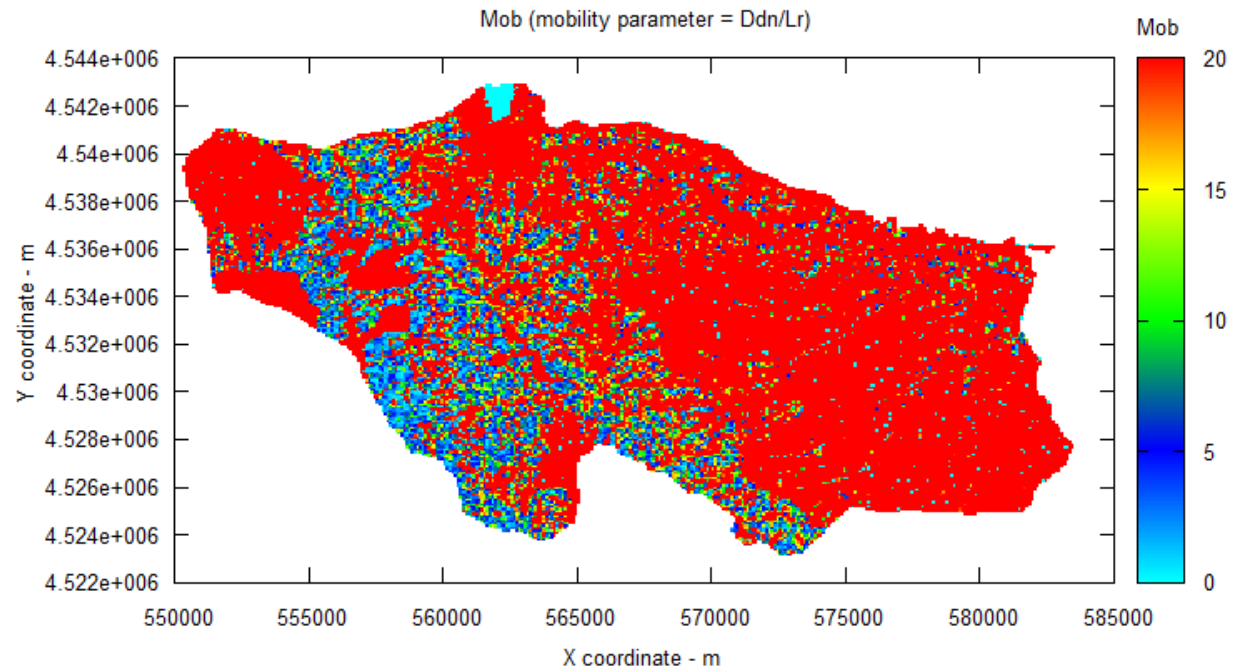 Mob (mobility parameter = Ddn/Lr)
Mob
4.544e+006
4.542e+006
4.54e+006
4.538e+006
4.536e+006
4.534e+006
4.532e+006
4.53e+006
4.528e+006
4.526e+006
4.524e+006
4.522e+006
Y coordinate - m
20
15
10
5
0
550000 555000 560000 565000 570000 575000 580000 585000
X coordinate - m